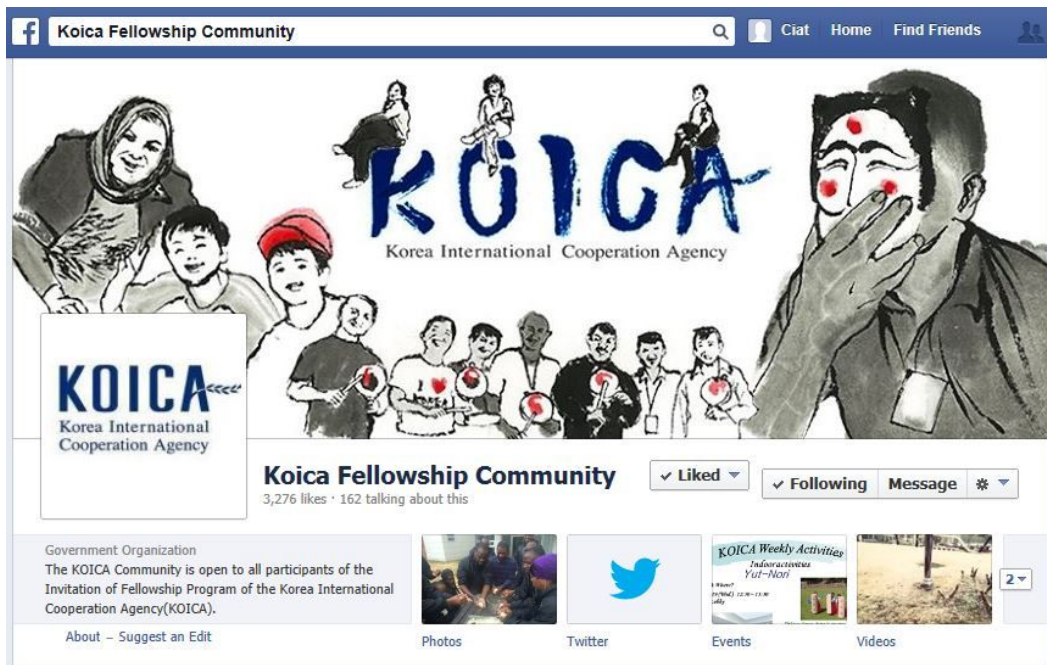 Koica Fellowship Community
Ciat Home Find Friends
KOICA
Korea International Cooperation Agency
KOICA
Korea International
Cooperation Agency
Koica Fellowship Community
3,276 likes · 162 talking about this
Liked
Following
Message
Government Organization
The KOICA Community is open to all participants of the
Invitation of Fellowship Program of the Korea International
Cooperation Agency(KOICA).
About – Suggest an Edit
KOICA Weekly Activities
Indooractivities
Yut-Nori
2
Photos
Twitter
Events
Videos